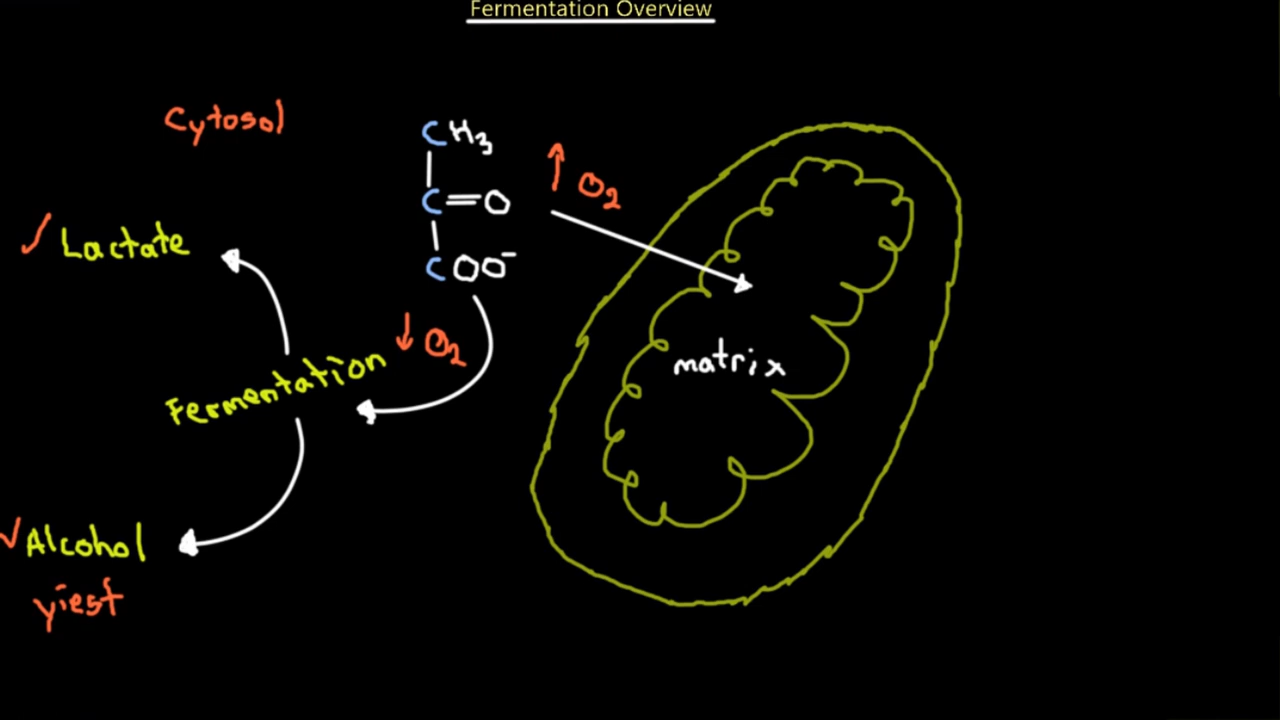 Fermentation Overview
Cytosol
CH3
↑ O2
C=O
Lactate
COO⁻
↓ O2
matrix
Fermentation
Alcohol
yiest